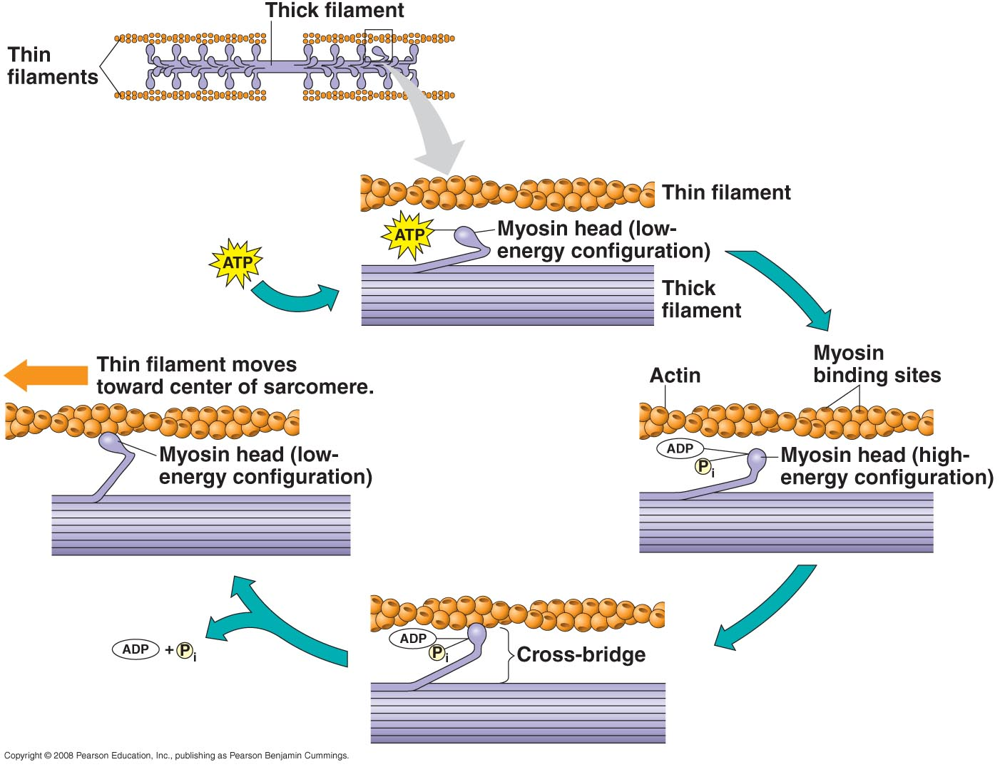 Thick filament
Thin
filaments
Thin filament
ATP
Myosin head (low-
energy configuration)
ATP
Thick
filament
Thin filament moves
toward center of sarcomere.
Actin
Myosin
binding sites
Myosin head (low-
energy configuration)
ADP
Pi
Myosin head (high-
energy configuration)
ADP
Pi
Cross-bridge
ADP + Pi
Copyright © 2008 Pearson Education, Inc., publishing as Pearson Benjamin Cummings.